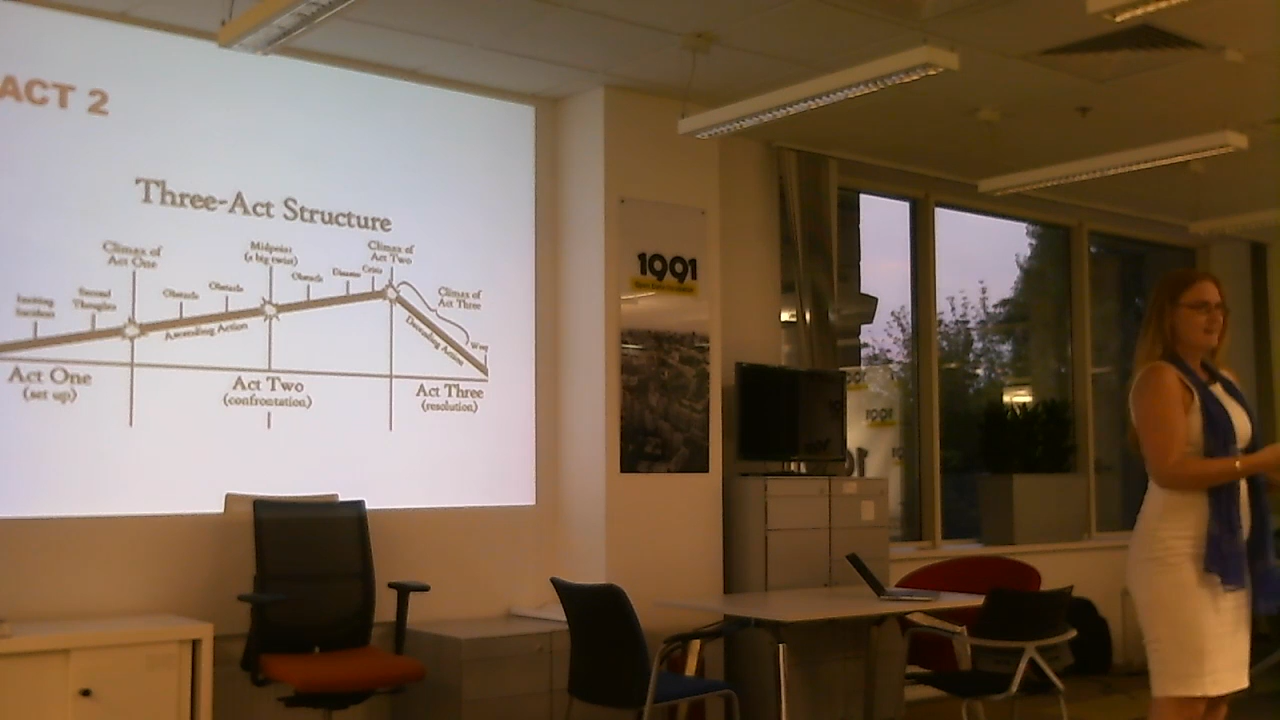 ACT 2
Three-Act Structure
Climax of
Act One
Midpoint
(a big twist)
Climax of
Act Two
Inciting
Incident
Second
Thoughts
Obstacle
Obstacle
Obstacle
Disaster
Crisis
Climax of
Act Three
Ascending Action
Descending Action
Act One
(set up)
Act Two
(confrontation)
Act Three
(resolution)
1991
1991